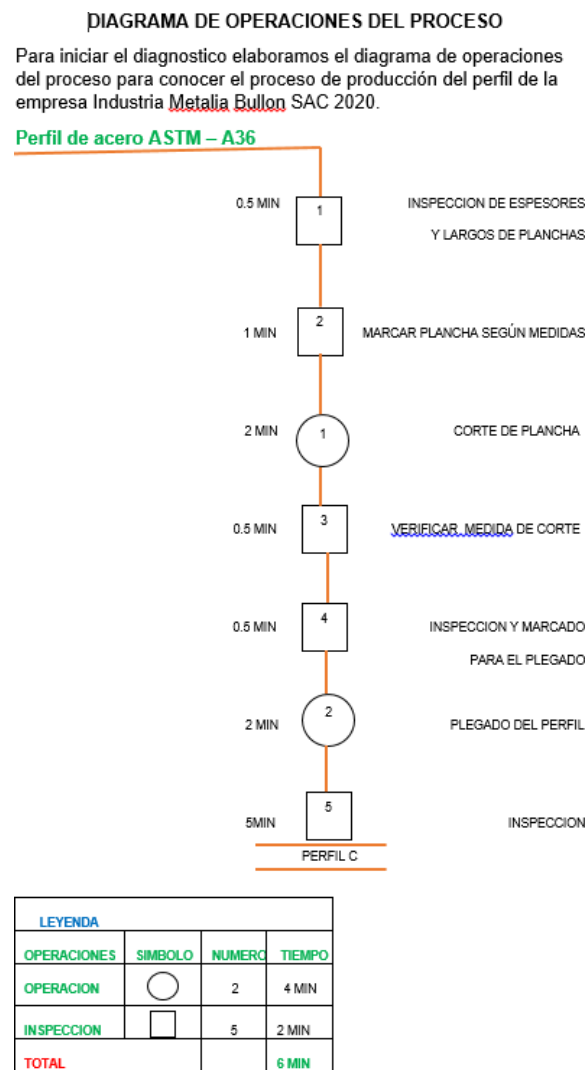 DIAGRAMA DE OPERACIONES DEL PROCESO
Para iniciar el diagnostico elaboramos el diagrama de operaciones
del proceso para conocer el proceso de producción del perfil de la
empresa Industria Metalia Bullon SAC 2020.
Perfil de acero ASTM – A36
0.5 MIN 1 INSPECCION DE ESPESORES
Y LARGOS DE PLANCHAS
1 MIN 2 MARCAR PLANCHA SEGÚN MEDIDAS
2 MIN 1 CORTE DE PLANCHA
0.5 MIN 3 VERIFICAR MEDIDA DE CORTE
0.5 MIN 4 INSPECCION Y MARCADO
PARA EL PLEGADO
2 MIN 2 PLEGADO DEL PERFIL
5MIN 5 INSPECCION
PERFIL C
LEYENDA
OPERACIONES SIMBOLO NUMERO TIEMPO
OPERACION 2 4 MIN
INSPECCION 5 2 MIN
TOTAL 6 MIN